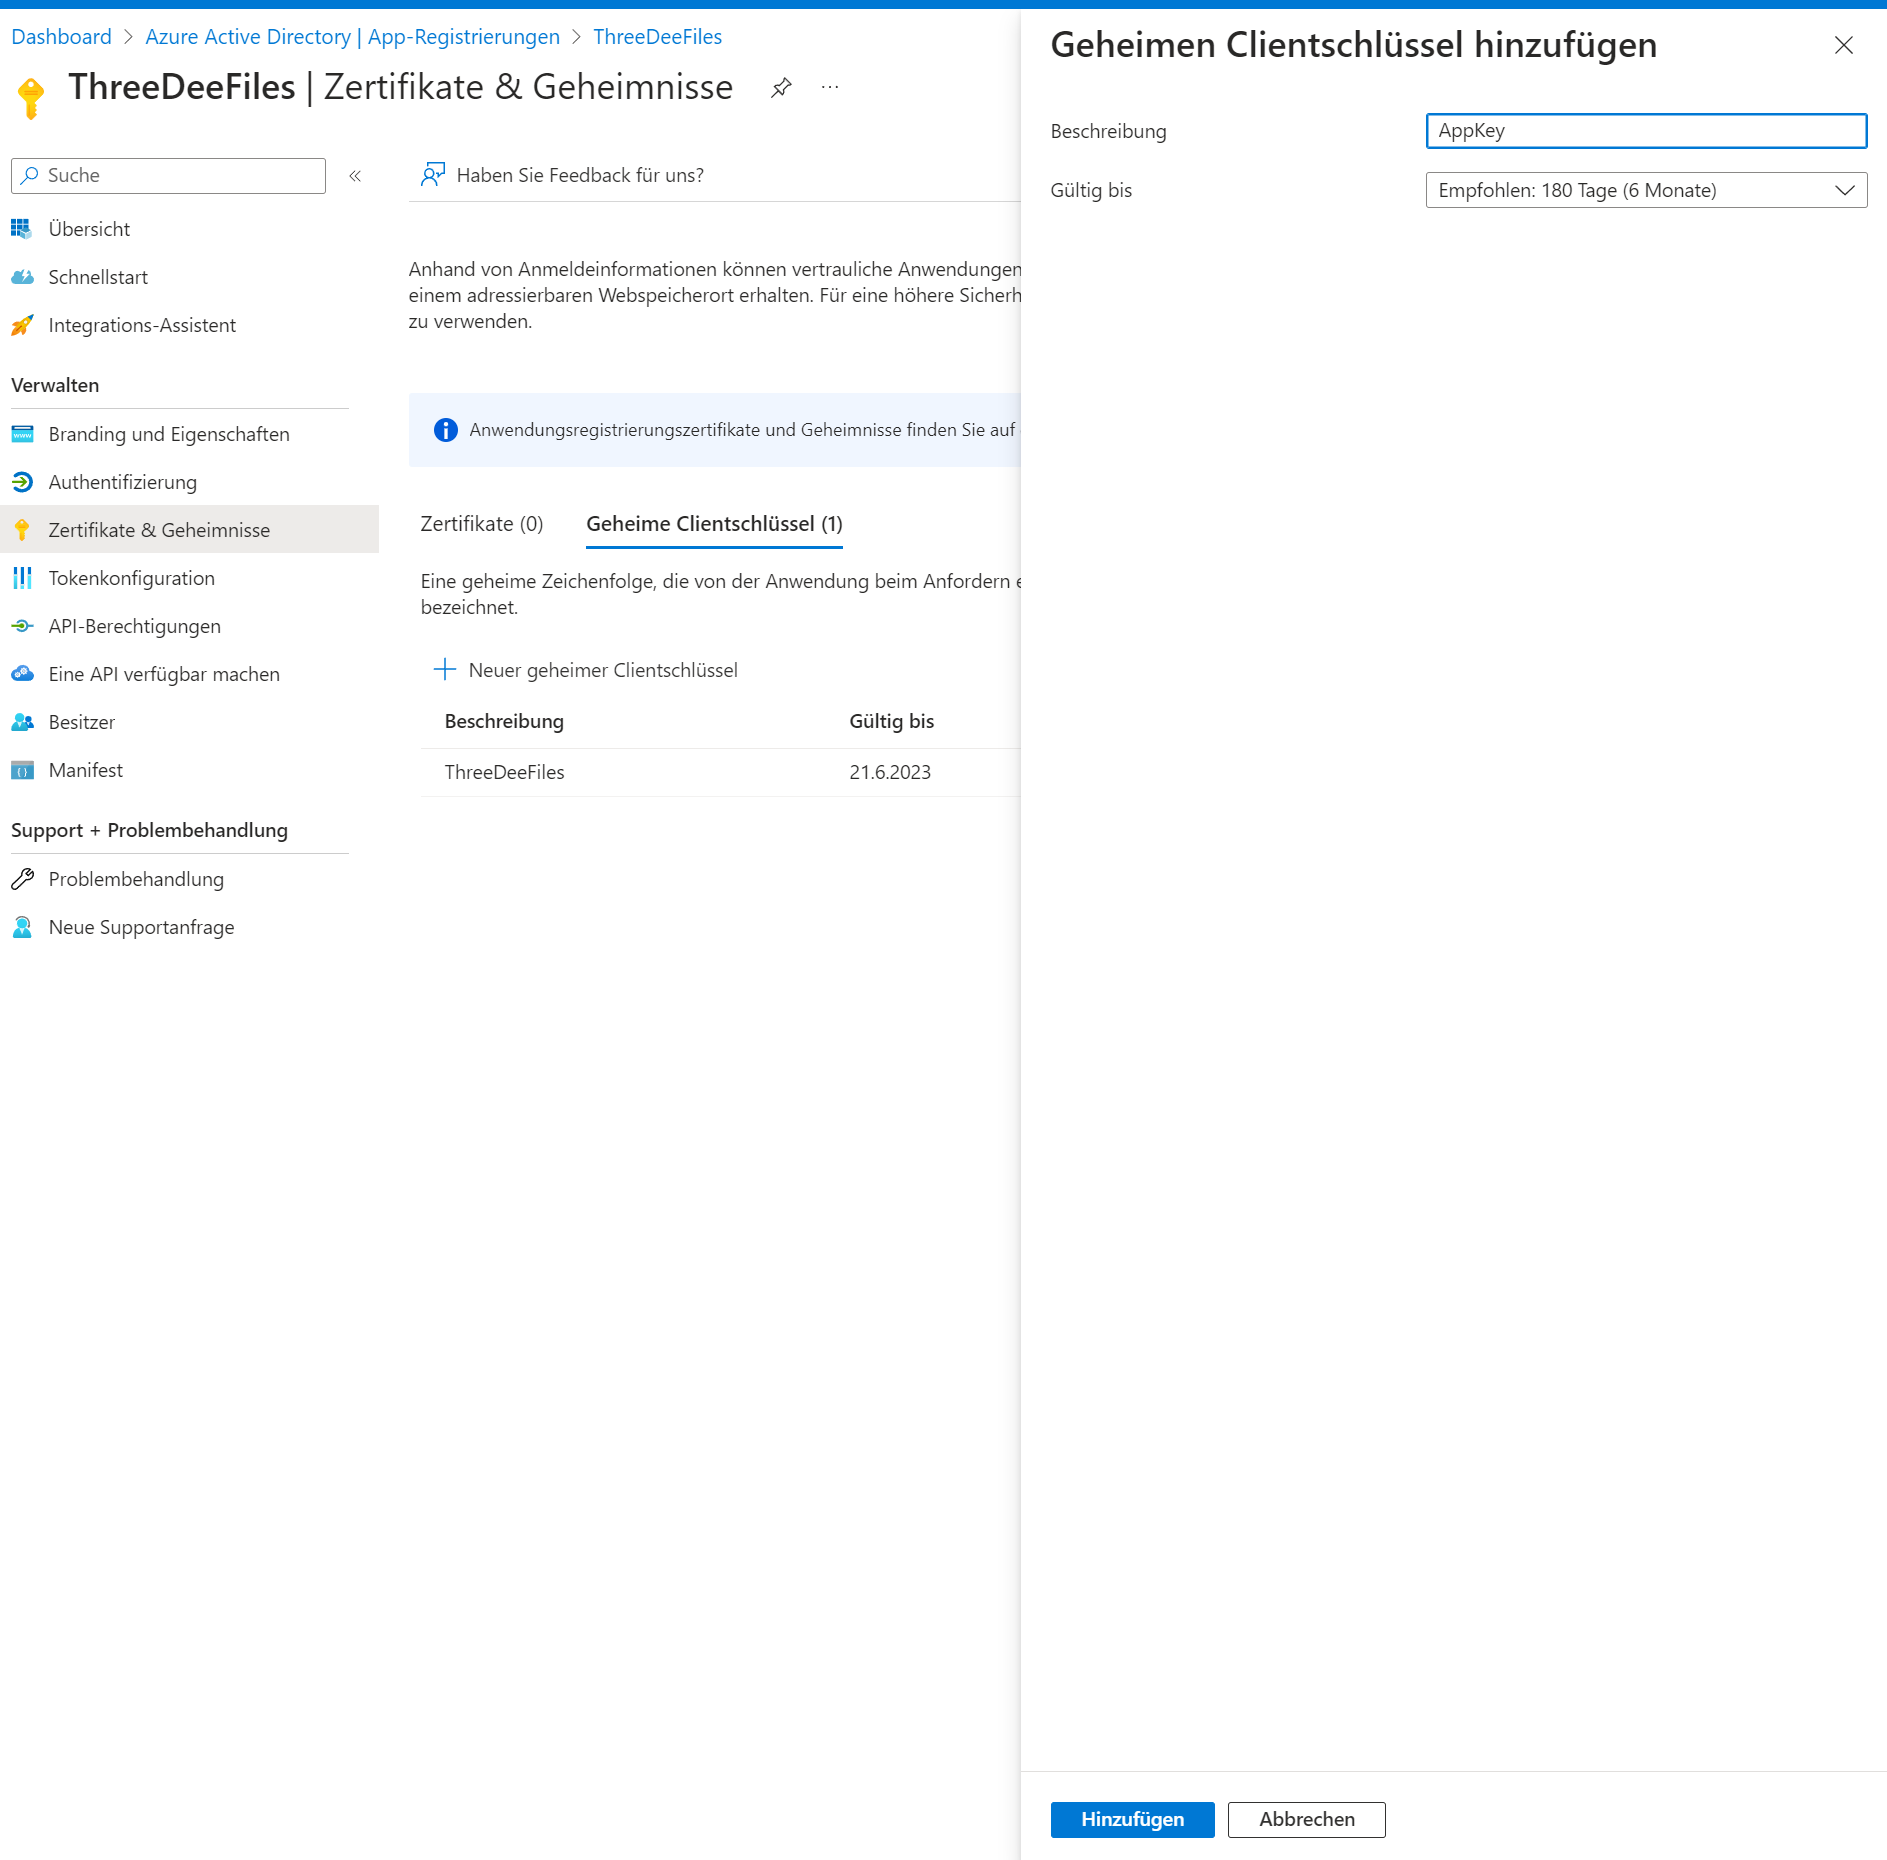 Dashboard > Azure Active Directory | App-Registrierungen > ThreeDeeFiles
ThreeDeeFiles | Zertifikate & Geheimnisse
Suche
Übersicht
Schnellstart
Integrations-Assistent
Verwalten
Branding und Eigenschaften
Authentifizierung
Zertifikate & Geheimnisse
Tokenkonfiguration
API-Berechtigungen
Eine API verfügbar machen
Besitzer
Manifest
Support + Problembehandlung
Problembehandlung
Neue Supportanfrage
Haben Sie Feedback für uns?
Anhand von Anmeldeinformationen können vertrauliche Anwendungen
einem adressierbaren Webspeicherort erhalten. Für eine höhere Sicherh
zu verwenden.
Anwendungsregistrierungszertifikate und Geheimnisse finden Sie auf
Zertifikate (0) Geheime Clientschlüssel (1)
Eine geheime Zeichenfolge, die von der Anwendung beim Anfordern e
bezeichnet.
Neuer geheimer Clientschlüssel
Beschreibung Gültig bis
ThreeDeeFiles 21.6.2023
Geheimen Clientschlüssel hinzufügen
Beschreibung AppKey
Gültig bis Empfohlen: 180 Tage (6 Monate)
Hinzufügen Abbrechen